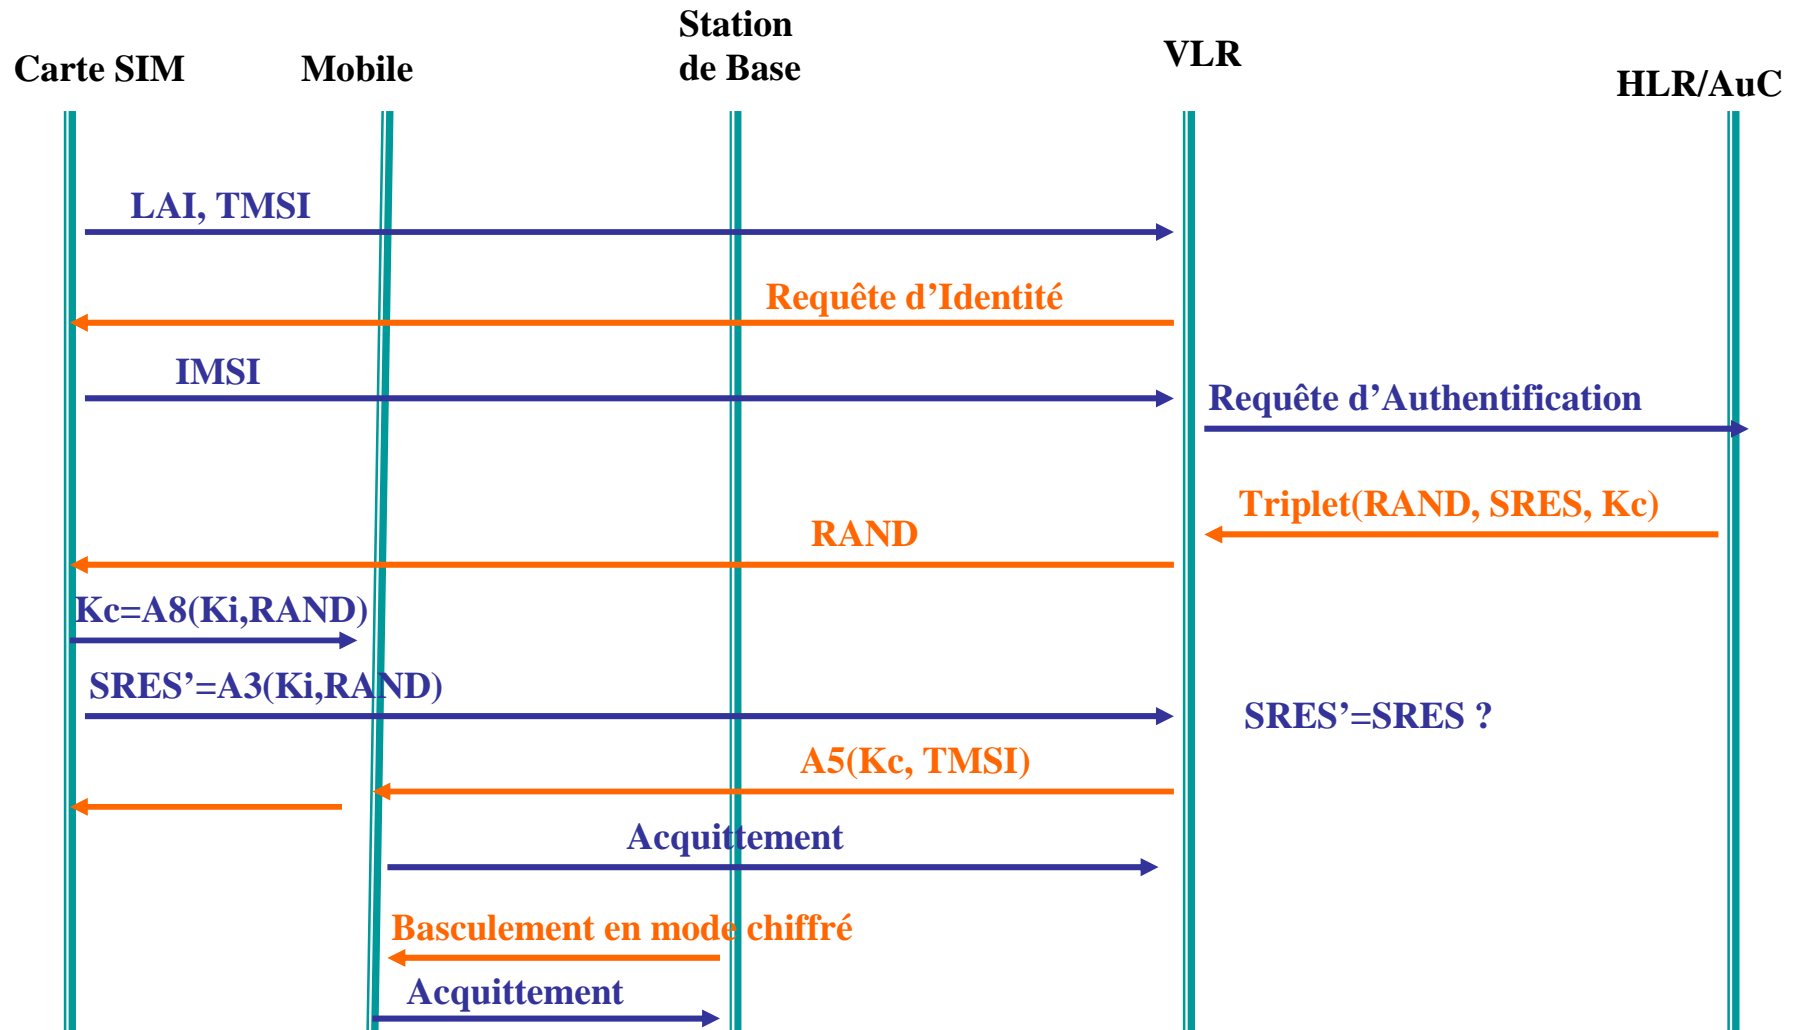 Station
de Base
VLR
Carte SIM
Mobile
HLR/AuC
LAI, TMSI
Requête d’Identité
IMSI
Requête d’Authentification
Triplet(RAND, SRES, Kc)
RAND
Kc=A8(Ki,RAND)
SRES’=A3(Ki,RAND)
SRES’=SRES ?
A5(Kc, TMSI)
Acquittement
Basculement en mode chiffré
Acquittement